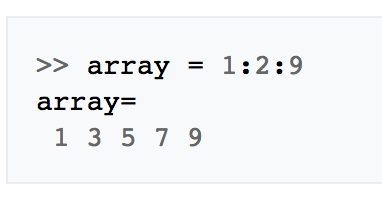 >> array = 1:2:9
array=
1 3 5 7 9